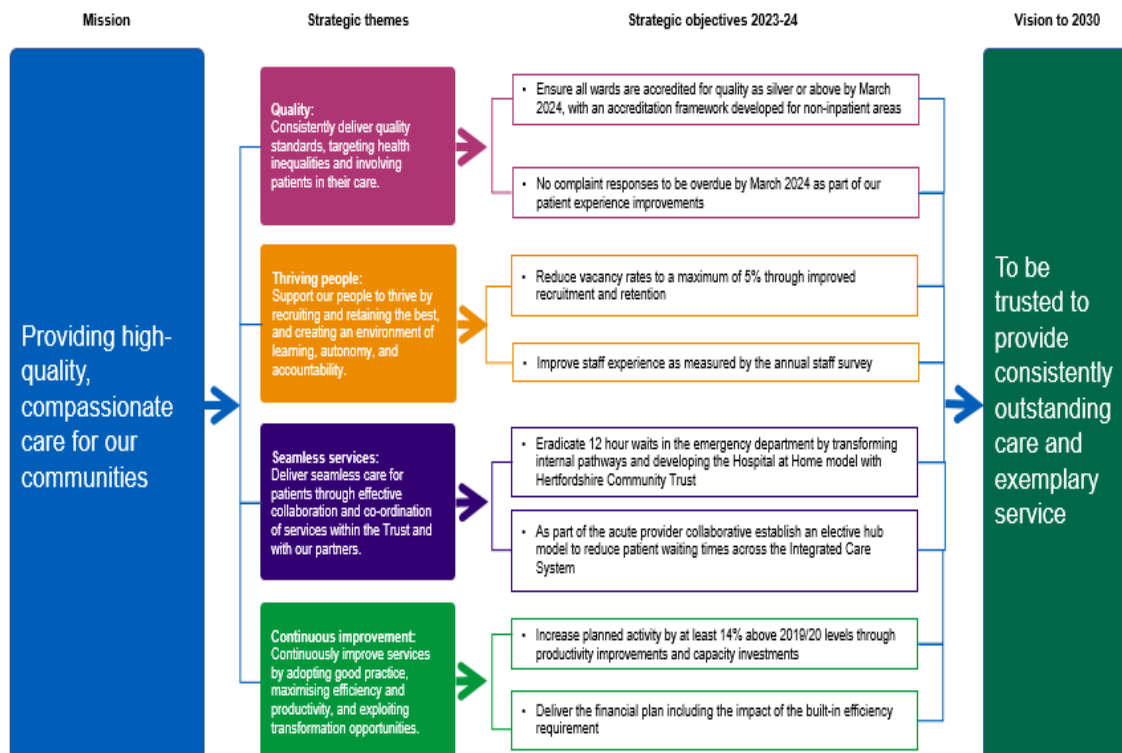 Mission
Strategic themes
Strategic objectives 2023-24
Vision to 2030
Providing high-
quality,
compassionate
care for our
communities
Quality:
Consistently deliver quality
standards, targeting health
inequalities and involving
patients in their care.
• Ensure all wards are accredited for quality as silver or above by March
2024, with an accreditation framework developed for non-inpatient areas
• No complaint responses to be overdue by March 2024 as part of our
patient experience improvements
Thriving people:
Support our people to thrive by
recruiting and retaining the best,
and creating an environment of
learning, autonomy, and
accountability.
• Reduce vacancy rates to a maximum of 5% through improved
recruitment and retention
• Improve staff experience as measured by the annual staff survey
Seamless services:
Deliver seamless care for
patients through effective
collaboration and co-ordination
of services within the Trust and
with our partners.
• Eradicate 12 hour waits in the emergency department by transforming
internal pathways and developing the Hospital at Home model with
Hertfordshire Community Trust
• As part of the acute provider collaborative establish an elective hub
model to reduce patient waiting times across the Integrated Care
System
Continuous improvement:
Continuously improve services
by adopting good practice,
maximising efficiency and
productivity, and exploiting
transformation opportunities.
• Increase planned activity by at least 14% above 2019/20 levels through
productivity improvements and capacity investments
• Deliver the financial plan including the impact of the built-in efficiency
requirement
To be
trusted to
provide
consistently
outstanding
care and
exemplary
service